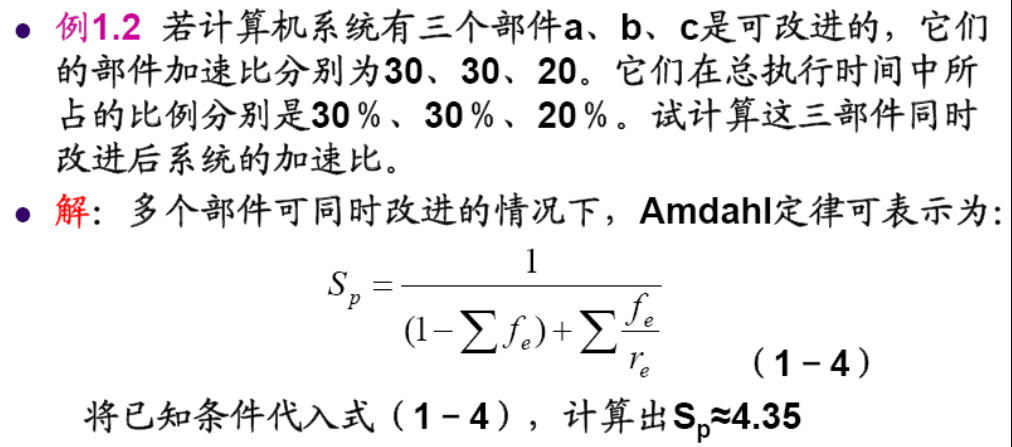 • 例1.2 若计算机系统有三个部件a、b、c是可改进的，它们
的部件加速比分别为30、30、20。它们在总执行时间中所
占的比例分别是30％、30％、20％。试计算这三部件同时
改进后系统的加速比。
• 解：多个部件可同时改进的情况下，Amdahl定律可表示为：
S_p = \frac{1}{(1-\sum f_e)+\sum \frac{f_e}{r_e}} （1－4）
将已知条件代入式（1－4），计算出S_p≈4.35